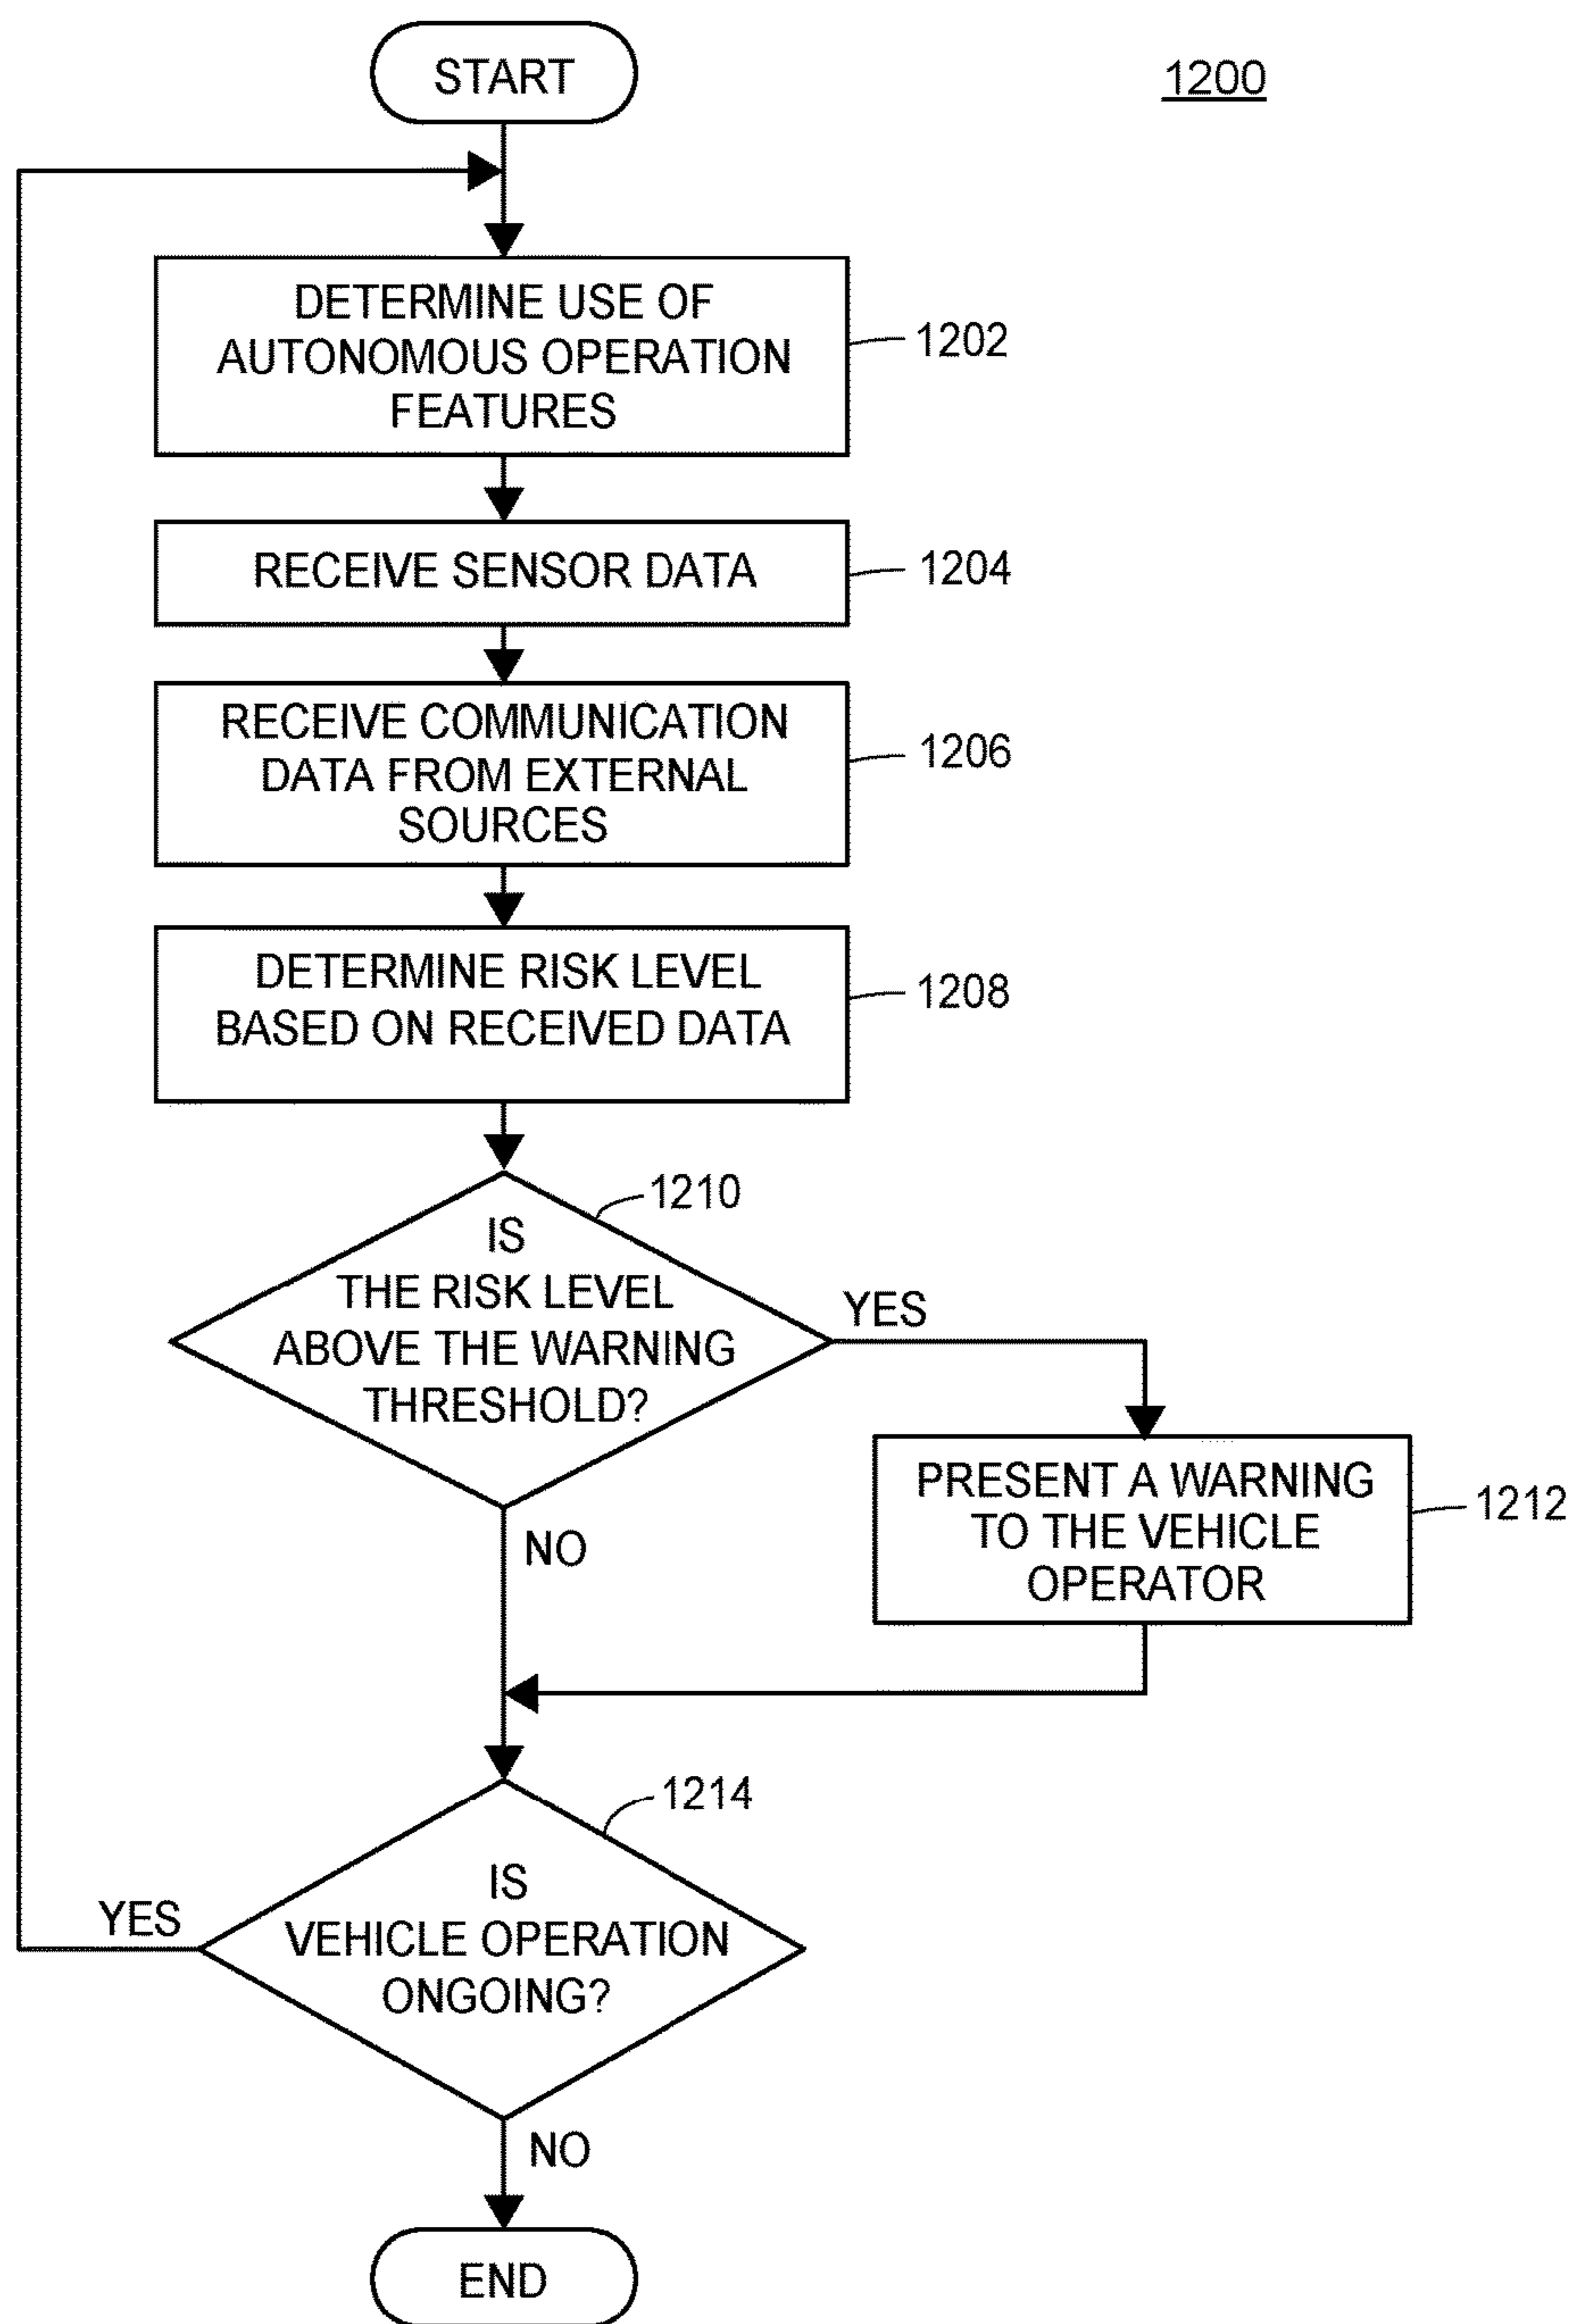 START
1200
DETERMINE USE OF
AUTONOMOUS OPERATION
FEATURES
1202
RECEIVE SENSOR DATA
1204
RECEIVE COMMUNICATION
DATA FROM EXTERNAL
SOURCES
1206
DETERMINE RISK LEVEL
BASED ON RECEIVED DATA
1208
1210
IS
THE RISK LEVEL
ABOVE THE WARNING
THRESHOLD?
YES
NO
PRESENT A WARNING
TO THE VEHICLE
OPERATOR
1212
1214
IS
VEHICLE OPERATION
ONGOING?
YES
NO
END